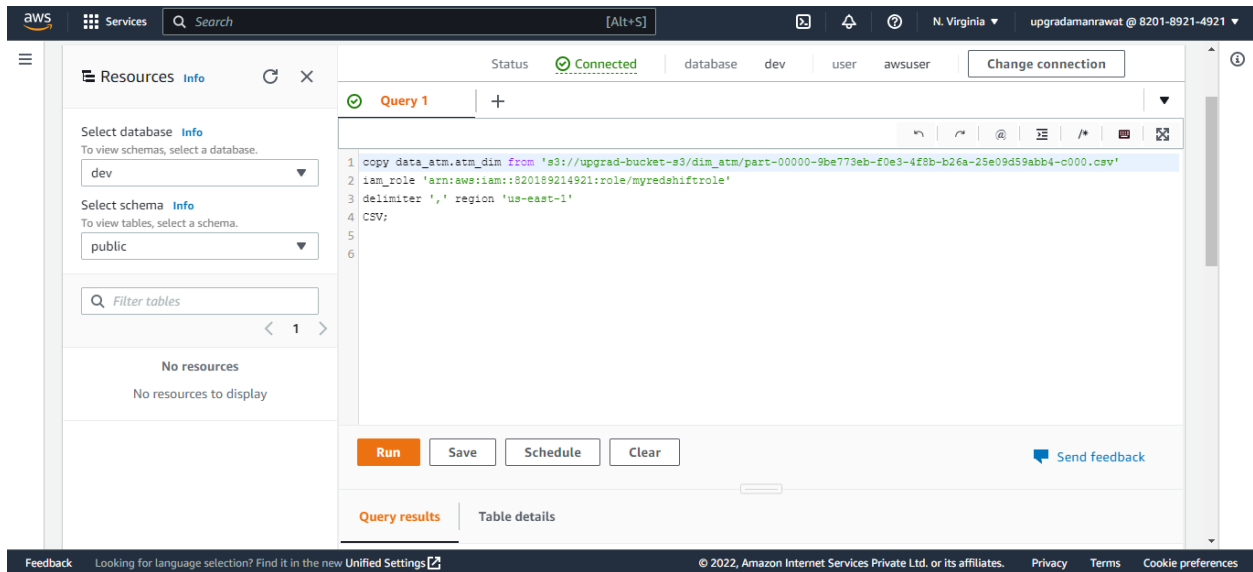 aws Services Search [Alt+S] N. Virginia ▼ upgradamanrawat @ 8201-8921-4921 ▼
Resources Info
Status Connected database dev user awsuser Change connection
Query 1 +
Select database Info
To view schemas, select a database.
dev
Select schema Info
To view tables, select a schema.
public
Filter tables
< 1 >
No resources
No resources to display
@ /*
1 copy data_atm.atm_dim from 's3://upgrad-bucket-s3/dim_atm/part-00000-9be773eb-f0e3-4f8b-b26a-25e09d59abb4-c000.csv'
2 iam_role 'arn:aws:iam::820189214921:role/myredshiftrole'
3 delimiter ',' region 'us-east-1'
4 CSV;
5
6
Run Save Schedule Clear
Send feedback
Query results Table details
Feedback Looking for language selection? Find it in the new Unified Settings © 2022, Amazon Internet Services Private Ltd. or its affiliates. Privacy Terms Cookie preferences